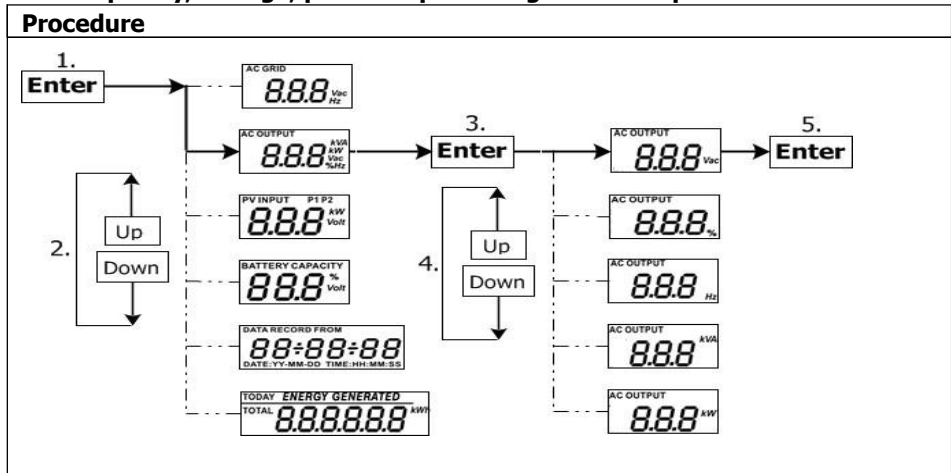 Procedure
1.
Enter
2.
Up
Down
AC GRID
8.8.8 Vac
Hz
AC OUTPUT
8.8.8 kVA
kW
Vac
%Hz
PV INPUT P1 P2
8.8.8 kW
Volt
BATTERY CAPACITY
8 8.8 %
Volt
DATA RECORD FROM
88:88:88
DATE:YY-MM-DD TIME:HH:MM:SS
TODAY ENERGY GENERATED
TOTAL 8.8.8.8.8.8 kWh
3.
Enter
4.
Up
Down
AC OUTPUT
8.8.8 Vac
AC OUTPUT
8.8.8. %
AC OUTPUT
8.8.8 Hz
AC OUTPUT
8.8.8 kVA
AC OUTPUT
8.8.8 kW
5.
Enter